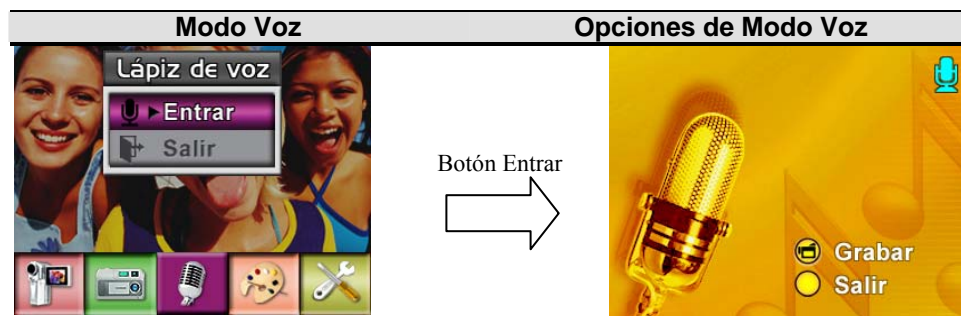 Modo Voz
Opciones de Modo Voz
Lápiz de voz
Entrar
Salir
Botón Entrar
Grabar
Salir